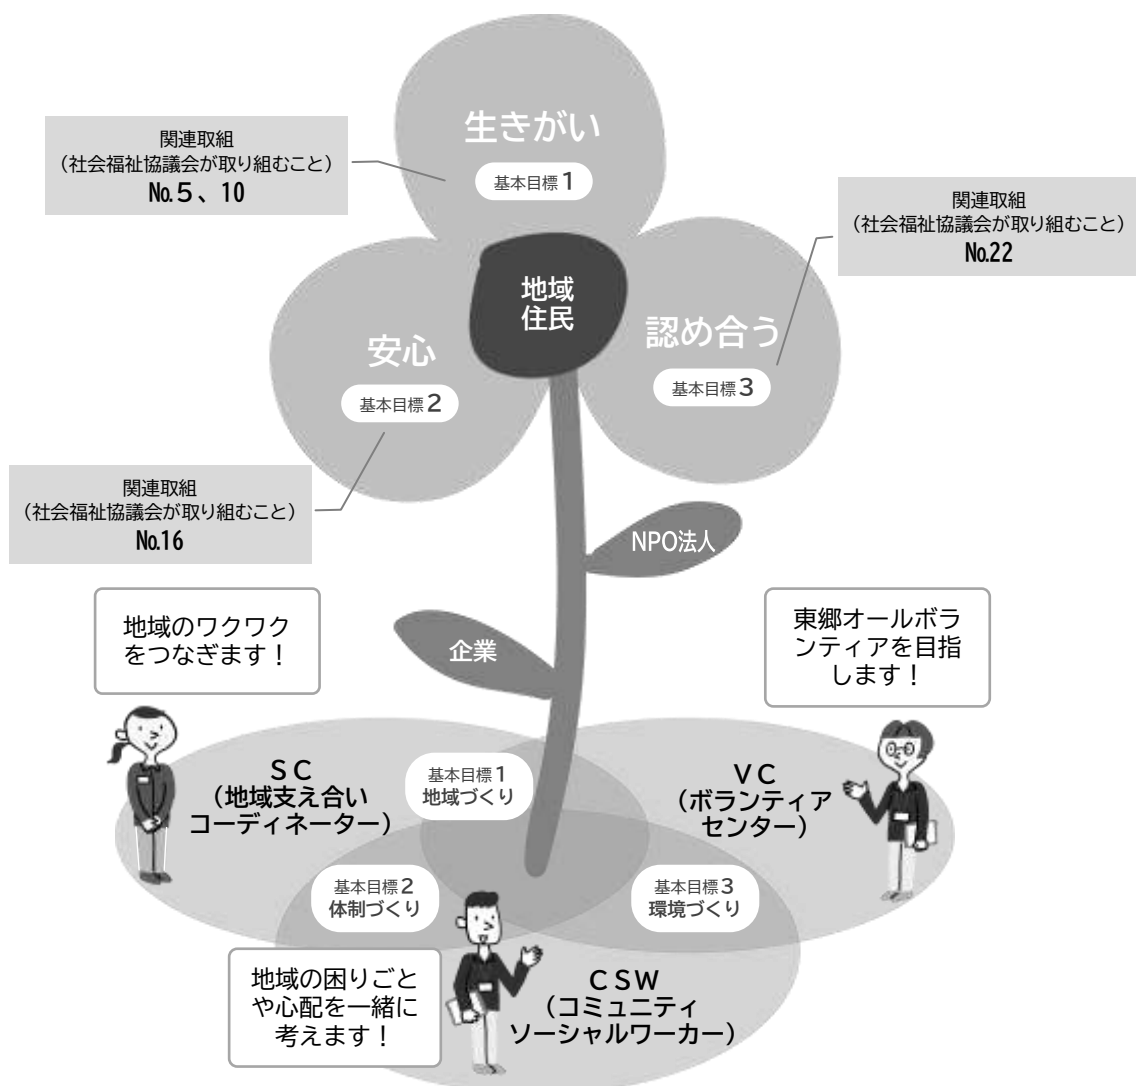 生きがい
基本目標1
関連取組
（社会福祉協議会が取り組むこと）
No.5、10
関連取組
（社会福祉協議会が取り組むこと）
No.22
地域
住民
認め合う
基本目標3
安心
基本目標2
関連取組
（社会福祉協議会が取り組むこと）
No.16
NPO法人
企業
地域のワクワク
をつなぎます！
東郷オールボラ
ンティアを目指
します！
SC
（地域支え合い
コーディネーター）
基本目標1
地域づくり
VC
（ボランティア
センター）
基本目標2
体制づくり
基本目標3
環境づくり
地域の困りごと
や心配を一緒に
考えます！
CSW
（コミュニティ
ソーシャルワーカー）